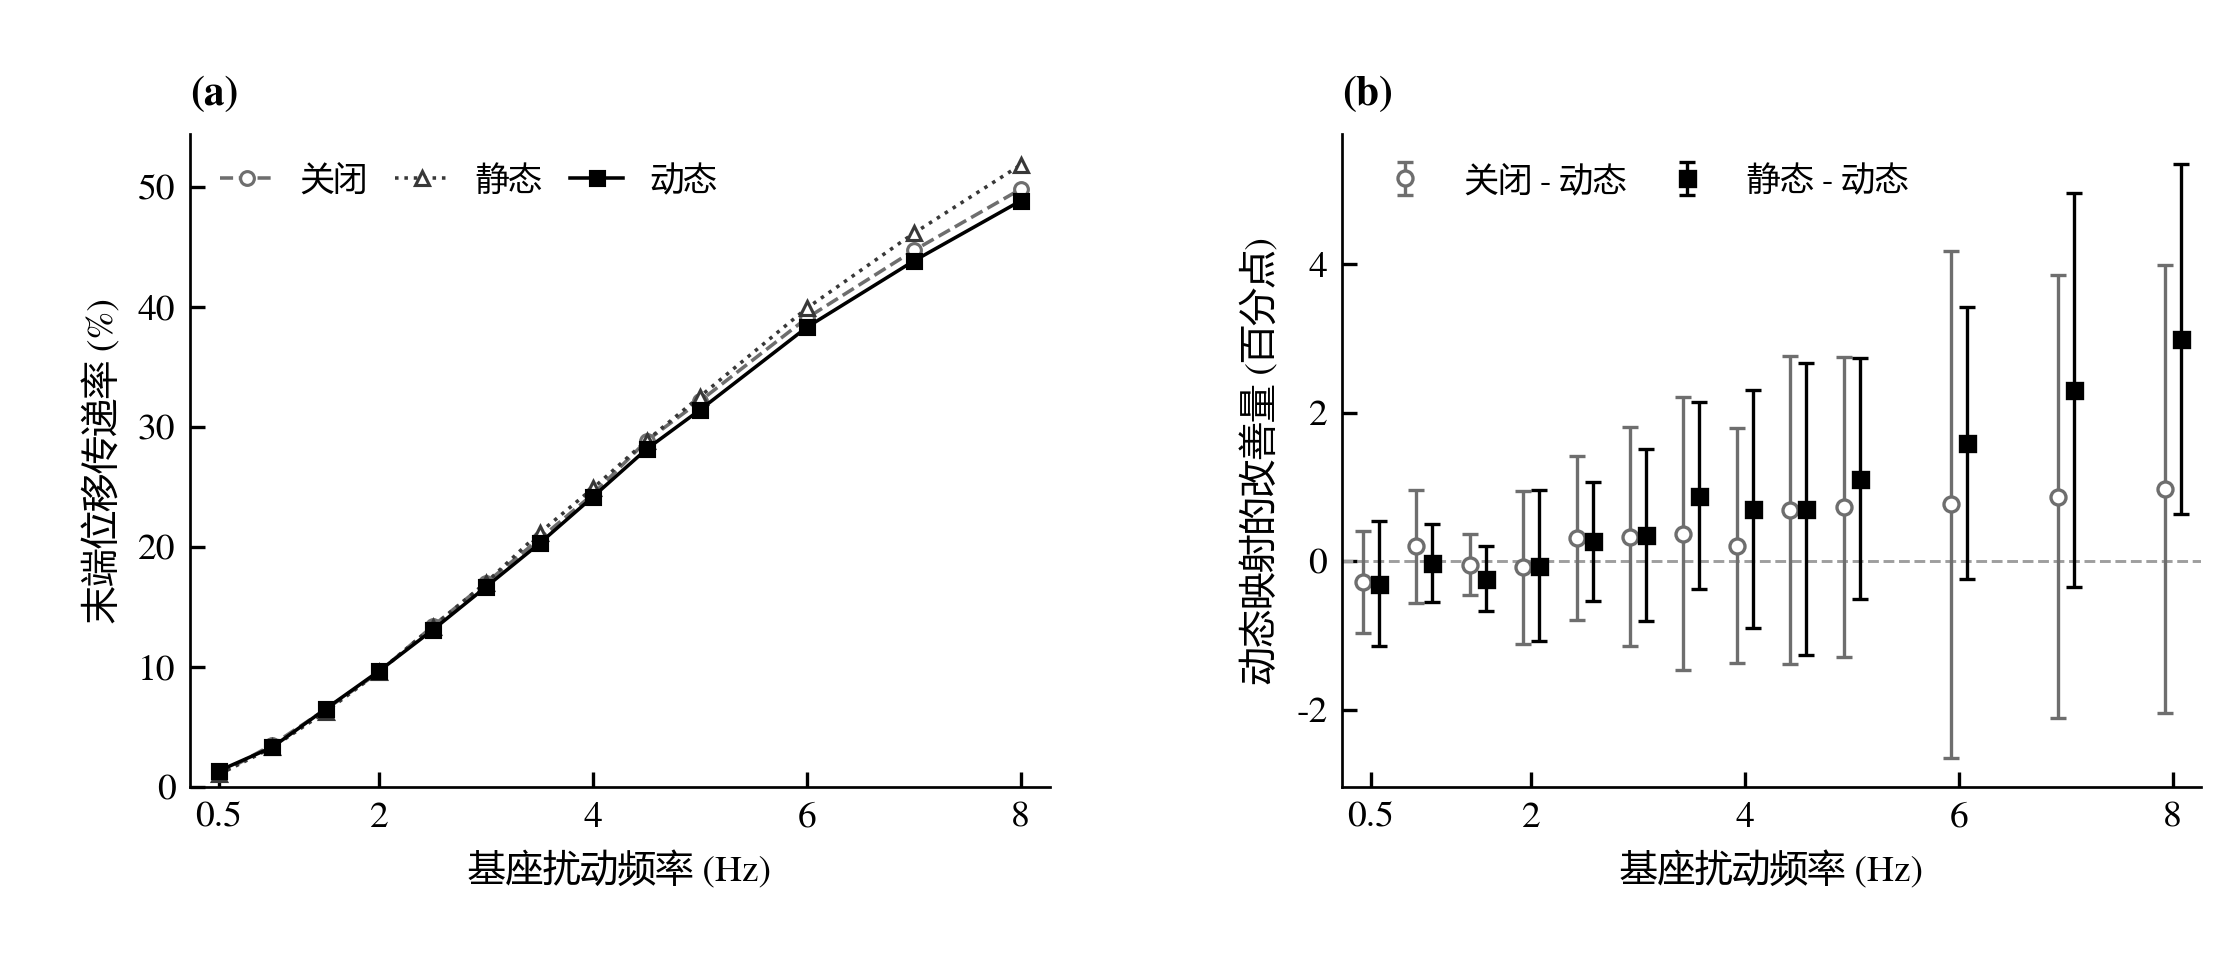 (a)
关闭 静态 动态
50
40
30
20
10
0
0.5 2 4 6 8
末端位移传递率 (%)
基座扰动频率 (Hz)
(b)
关闭 - 动态 静态 - 动态
4
2
0
-2
0.5 2 4 6 8
动态映射的改善量 (百分点)
基座扰动频率 (Hz)